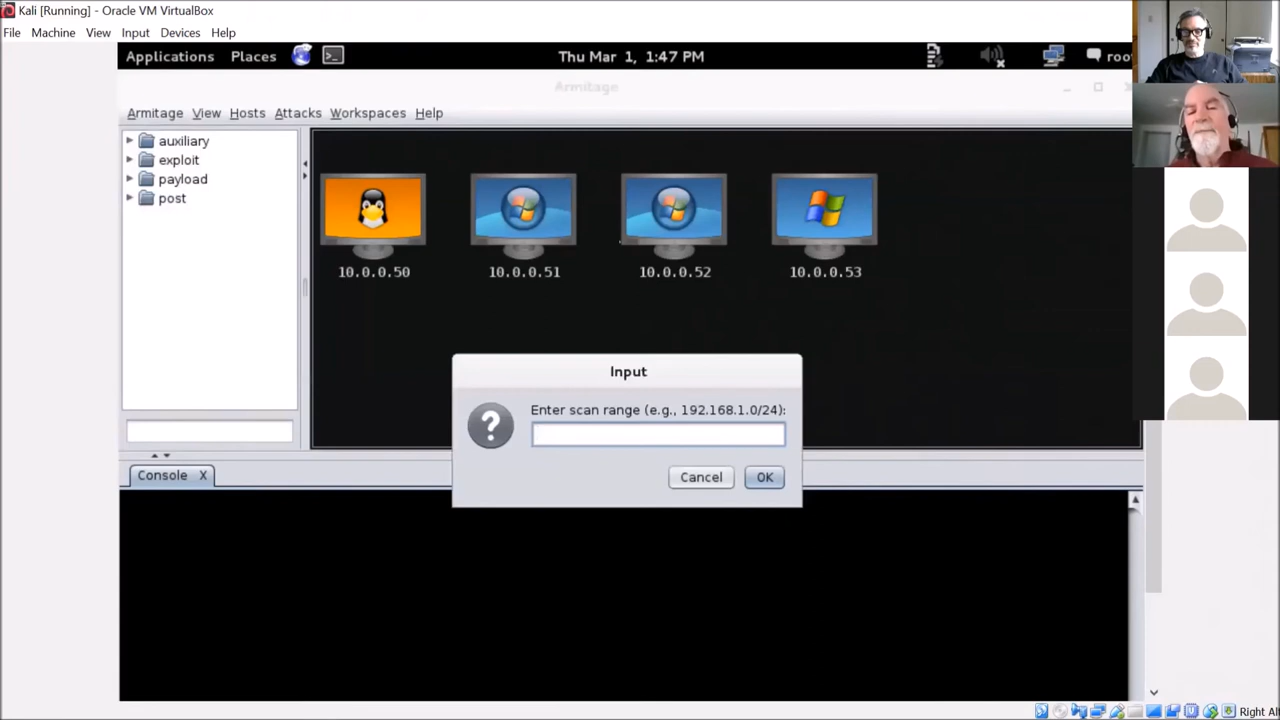 Kali [Running] - Oracle VM VirtualBox
File Machine View Input Devices Help
Applications Places Thu Mar 1, 1:47 PM roo
Armitage
Armitage View Hosts Attacks Workspaces Help
auxiliary
exploit
payload
post
10.0.0.50 10.0.0.51 10.0.0.52 10.0.0.53
Input
Enter scan range (e.g., 192.168.1.0/24):
Cancel OK
Console X
Right Al